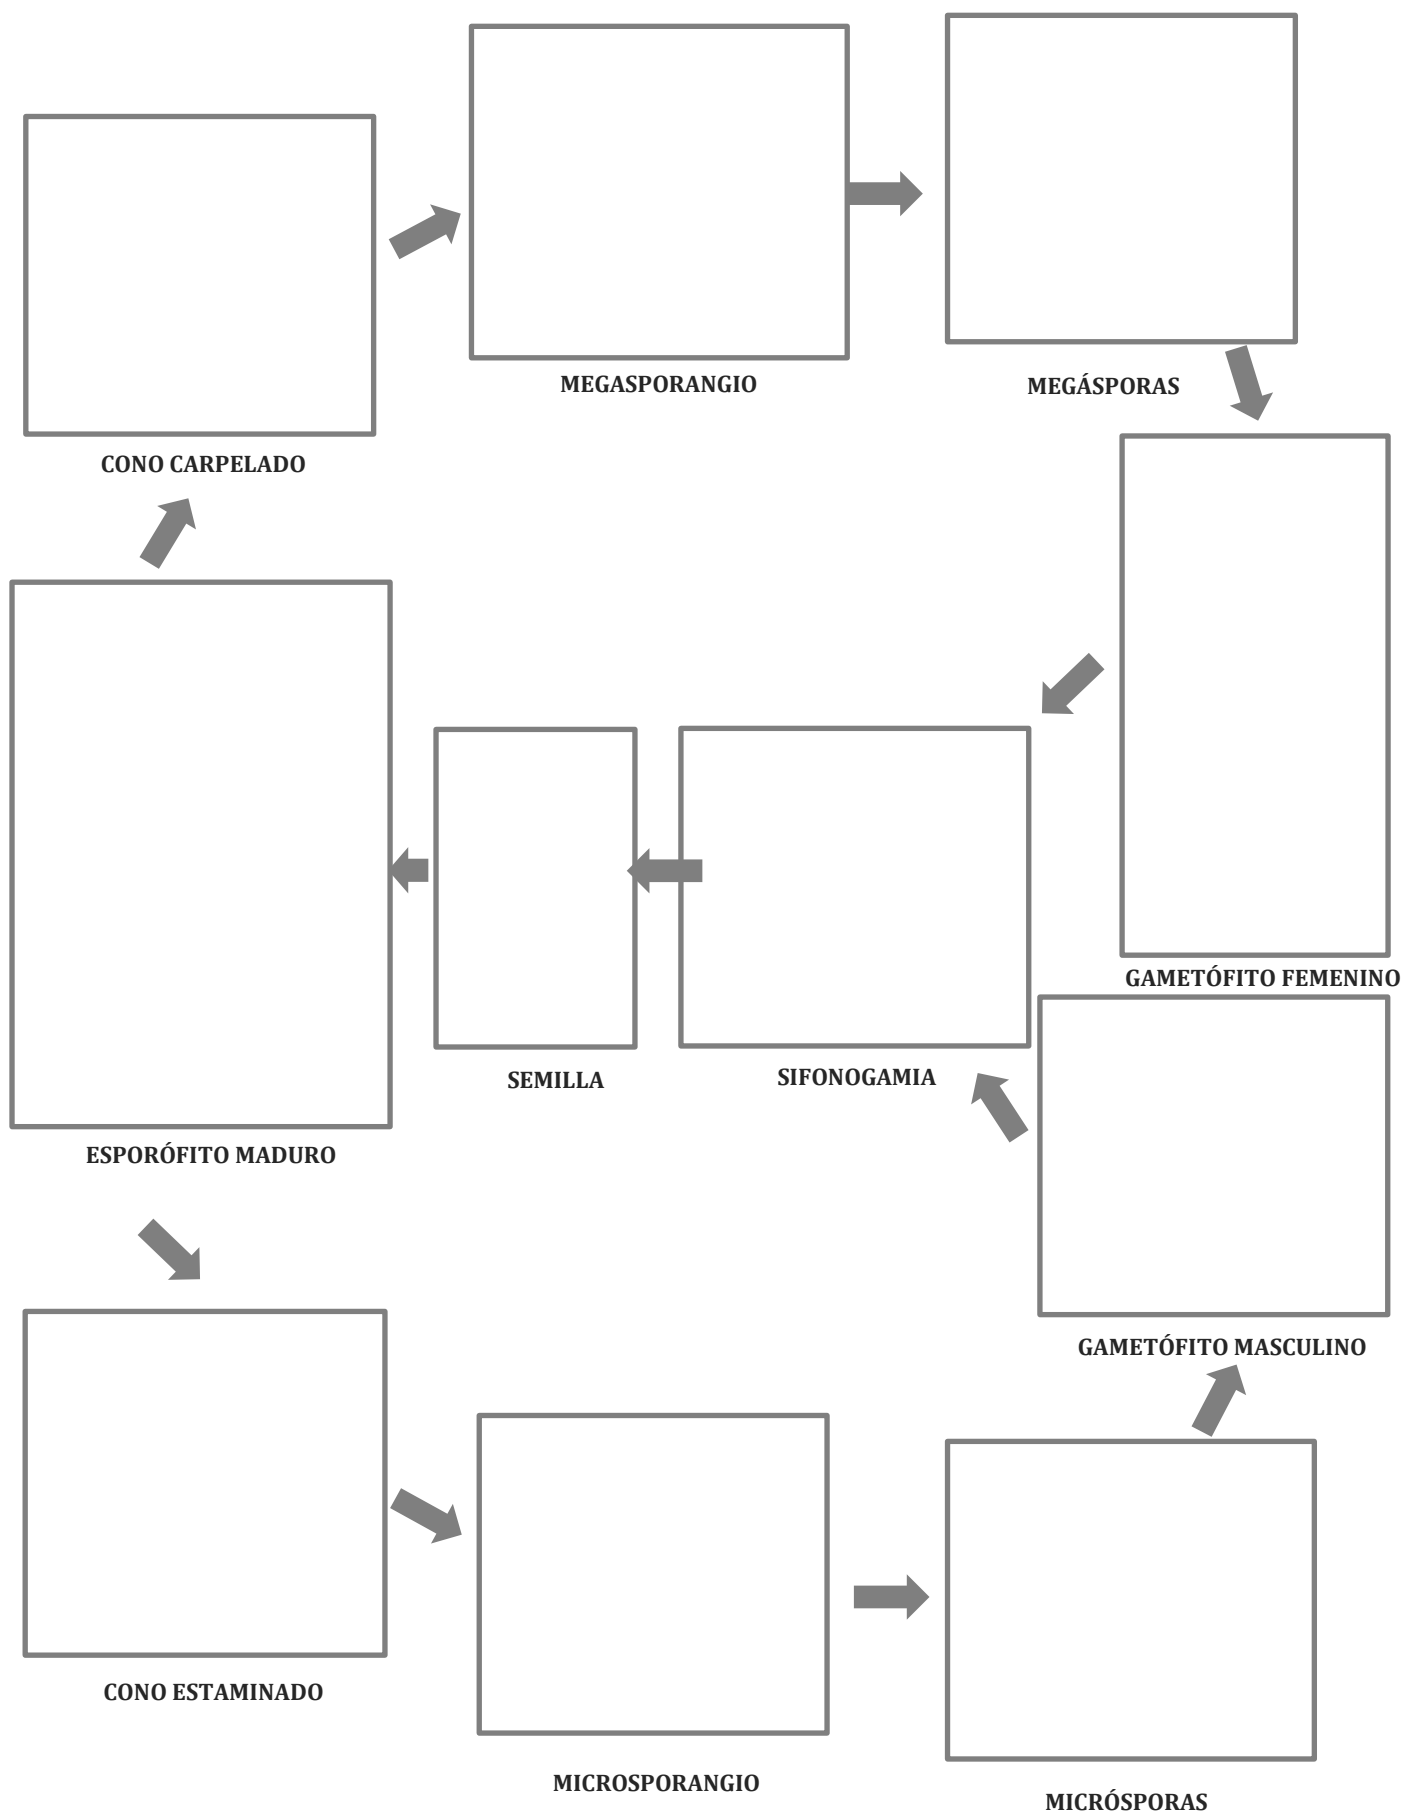 MEGASPORANGIO
MEGÁSPORAS
CONO CARPELADO
GAMETÓFITO FEMENINO
SEMILLA
SIFONOGAMIA
ESPORÓFITO MADURO
GAMETÓFITO MASCULINO
CONO ESTAMINADO
MICROSPORANGIO
MICRÓSPORAS